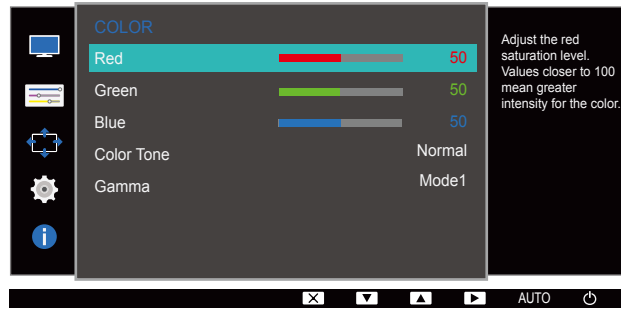 COLOR
Red 50
Green 50
Blue 50
Color Tone Normal
Gamma Mode1
Adjust the red
saturation level.
Values closer to 100
mean greater
intensity for the color.
AUTO